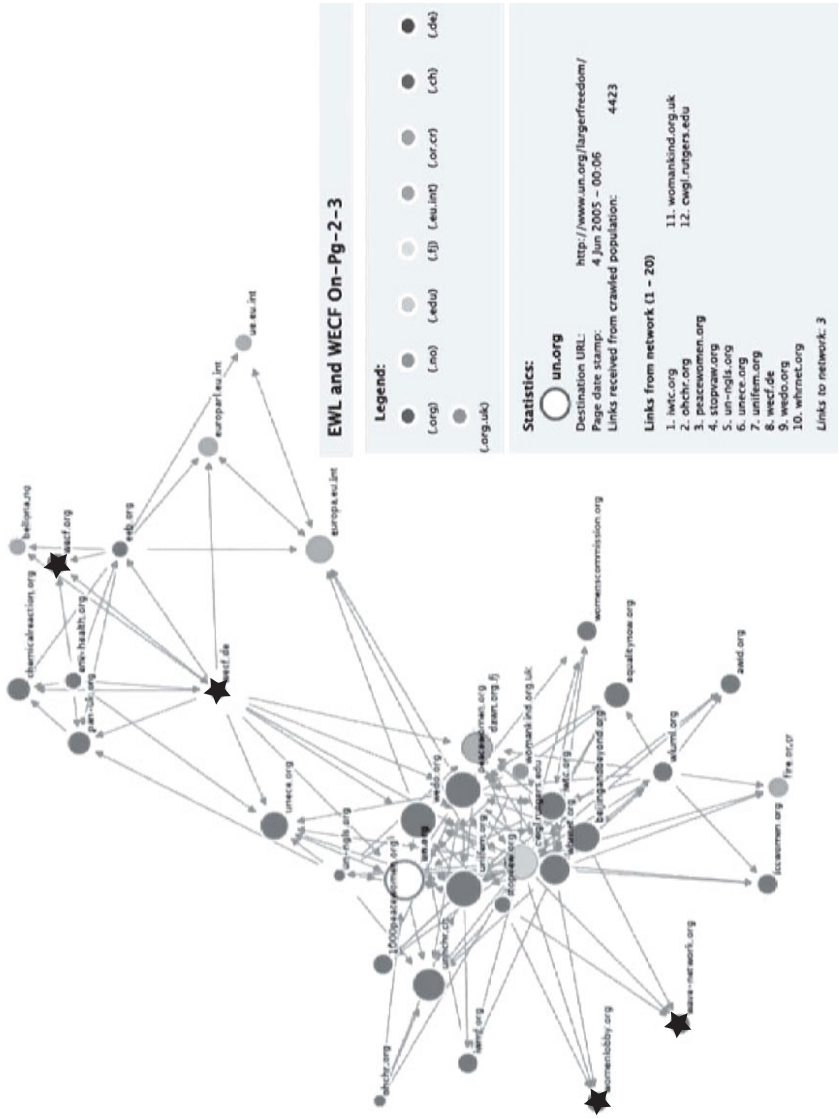 EWL and WECF On-Pg-2-3
Legend:
(.org)
(.no)
(.edu)
(.fj)
(.eu.int)
(.or.cr)
(.ch)
(.de)
(.org.uk)
Statistics:
un.org
Destination URL: http://www.un.org/largerfreedom/
Page date stamp: 4 Jun 2005 – 00:06
Links received from crawled population: 4423
Links from network (1 – 20)
1. iwtc.org
2. ohchr.org
3. peacewomen.org
4. stopvaw.org
5. un-ngls.org
6. unece.org
7. unifem.org
8. wecf.de
9. wedo.org
10. whrnet.org
11. womankind.org.uk
12. cwgl.rutgers.edu
Links to network: 3
chemicalreaction.org
bellona.no
wecf.org
eeb.org
pan-uk.org
wecf.de
europarl.eu.int
ue.eu.int
europa.eu.int
unece.org
un-ngls.org
1000peacewomen.org
un.org
wedo.org
peacewomen.org
dawn.org.fj
womankind.org.uk
cwgl.rutgers.edu
iwtc.org
beijingandbeyond.org
unifem.org
stopvaw.org
ohchr.org
womenlobby.org
wave-network.org
iccwomen.org
fire.or.cr
wluml.org
awid.org
equalitynow.org
womenscommission.org